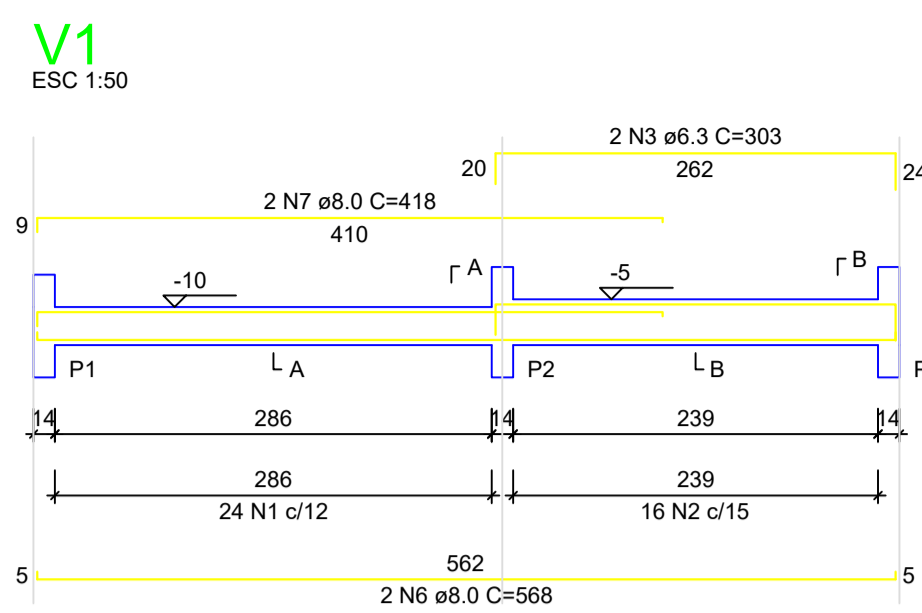 V1
ESC 1:50
2 N3 ø6.3 C=303
20 262 24
2 N7 ø8.0 C=418
9 410
A B
-10 -5
P1 A P2 B P
14 286 14 239 14
286 239
24 N1 c/12 16 N2 c/15
562
5 5
2 N6 ø8.0 C=568